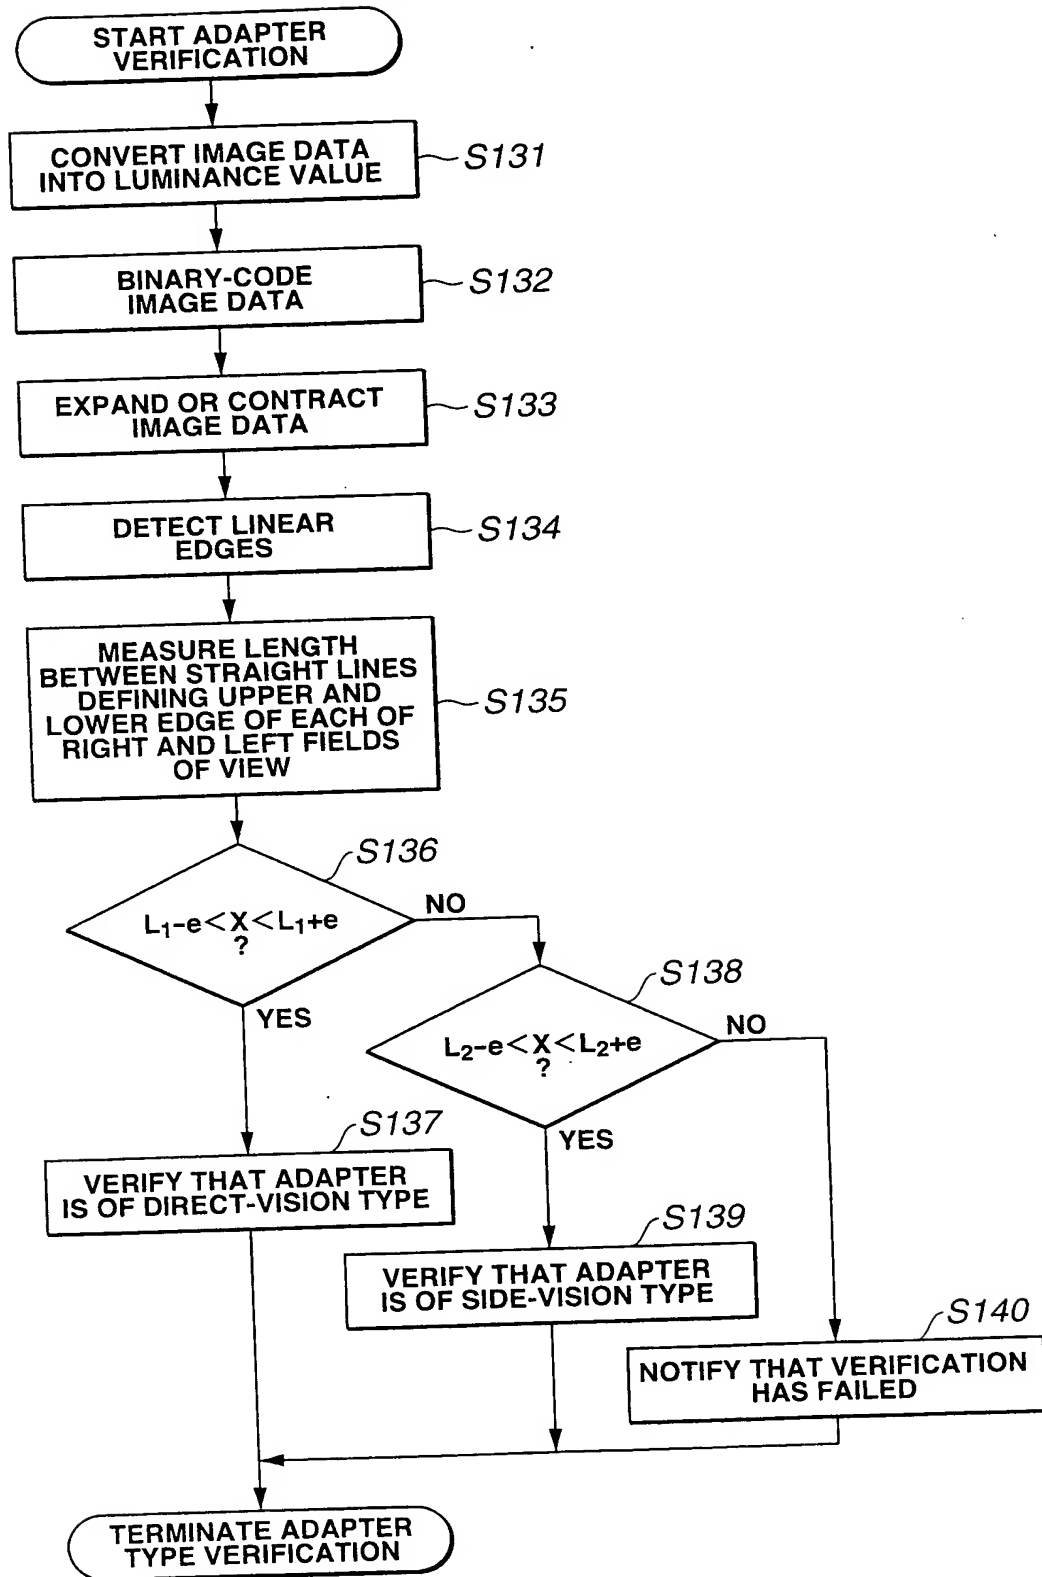 START ADAPTER
VERIFICATION
CONVERT IMAGE DATA
INTO LUMINANCE VALUE
S131
BINARY-CODE
IMAGE DATA
S132
EXPAND OR CONTRACT
IMAGE DATA
S133
DETECT LINEAR
EDGES
S134
MEASURE LENGTH
BETWEEN STRAIGHT LINES
DEFINING UPPER AND
LOWER EDGE OF EACH OF
RIGHT AND LEFT FIELDS
OF VIEW
S135
S136
L₁-e<X<L₁+e
?
NO
YES
S138
L₂-e<X<L₂+e
?
NO
YES
S137
VERIFY THAT ADAPTER
IS OF DIRECT-VISION TYPE
S139
VERIFY THAT ADAPTER
IS OF SIDE-VISION TYPE
S140
NOTIFY THAT VERIFICATION
HAS FAILED
TERMINATE ADAPTER
TYPE VERIFICATION